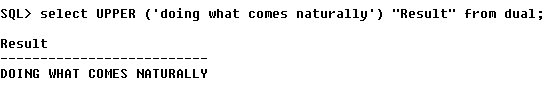 SQL> select UPPER ('doing what comes naturally') "Result" from dual;
Result
--------------------------
DOING WHAT COMES NATURALLY